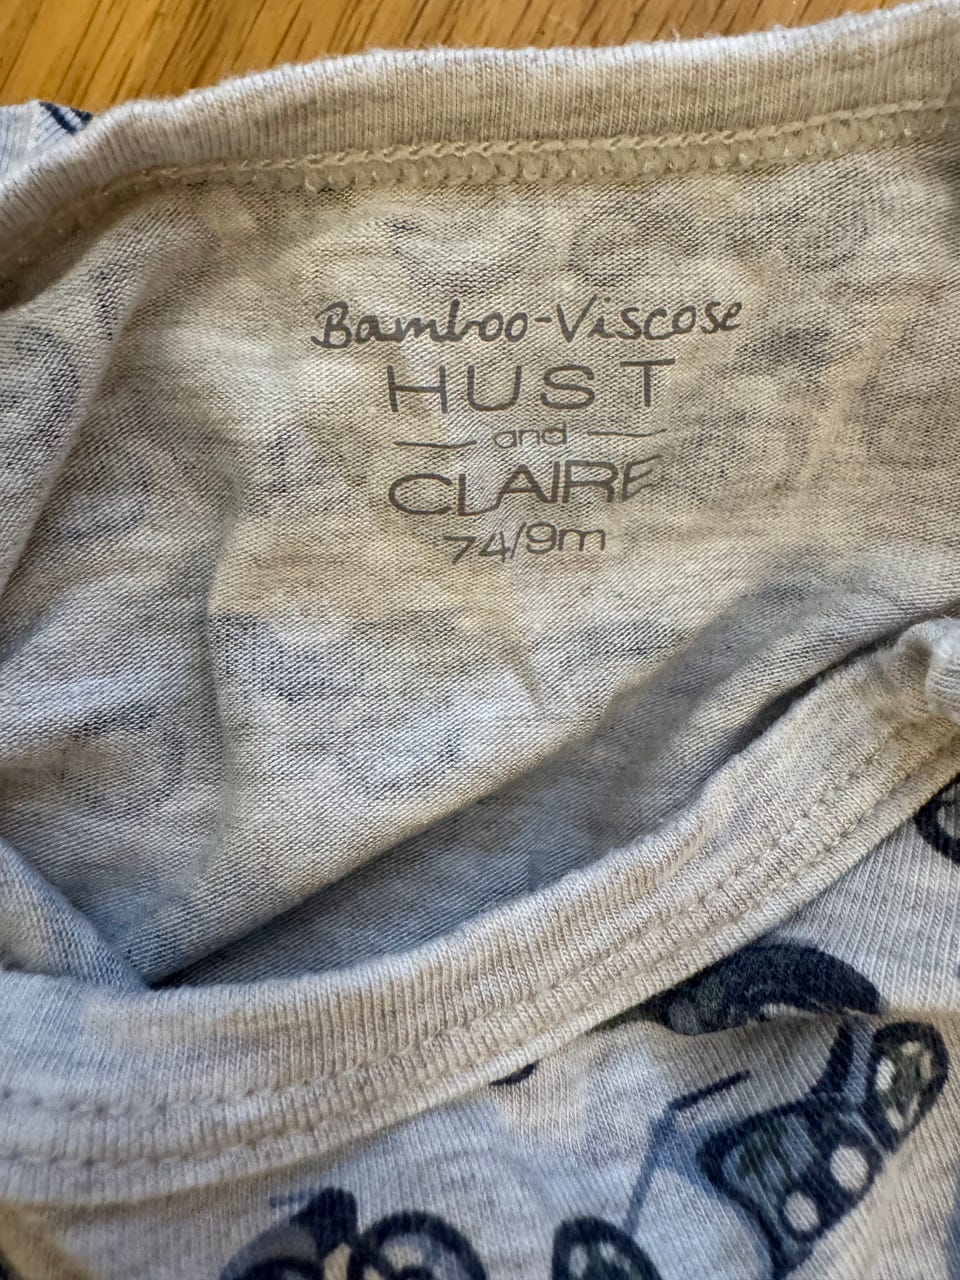 Bamboo-Viscose
HUST
and
CLAIRE
74/9m